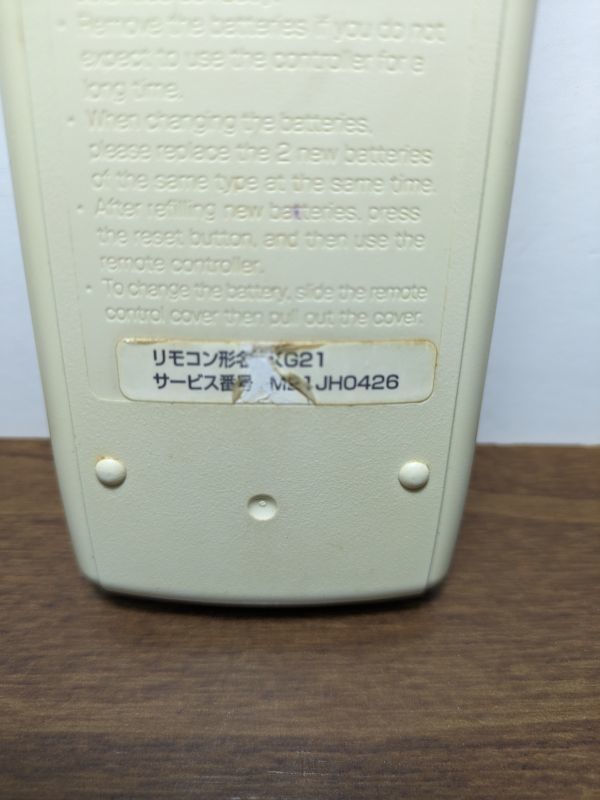 • Remove the batteries if you do not
expect to use the controller for a
long time.
• When changing the batteries,
please replace the 2 new batteries
of the same type at the same time.
• After refilling new batteries, press
the reset button, and then use the
remote controller.
• To change the battery, slide the remote
control cover then pull out the cover.
リモコン形名 KG21
サービス番号 M21JH0426